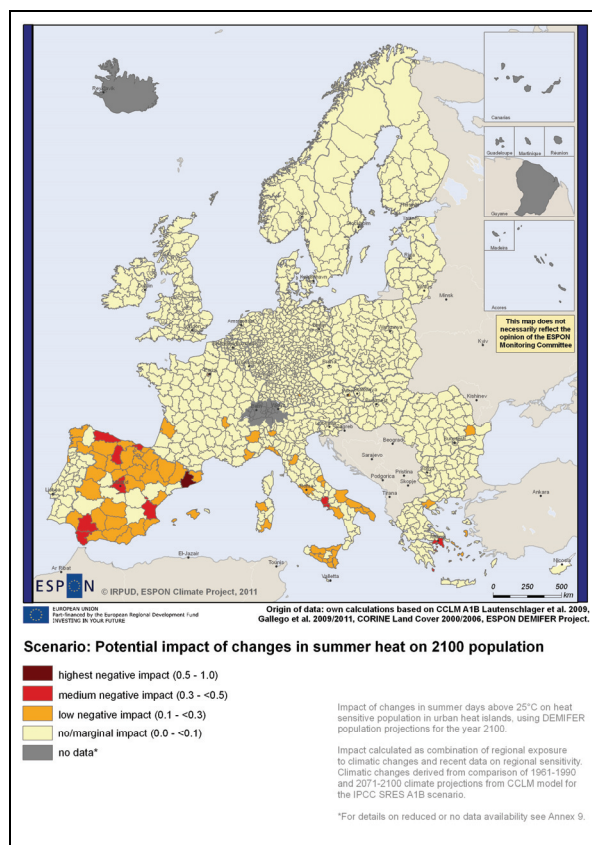 Reykjavik
Canarias
Guadeloupe
Martinique
Réunion
Guyane
Madeira
Acores
This map does not
necessarily reflect the
opinion of the ESPON
Monitoring Committee
Minsk
Kyiv
Kishinev
Beograd
Sarajevo
Podgorica
Pristina
Skopje
Tirana
Ankara
Lisboa
Ar Ribat
El-Jazair
Tounis
Valletta
Nicosia
ESPON
© IRPUD, ESPON Climate Project, 2011
0 250 500
km
EUROPEAN UNION
Part-financed by the European Regional Development Fund
INVESTING IN YOUR FUTURE
Origin of data: own calculations based on CCLM A1B Lautenschlager et al. 2009,
Gallego et al. 2009/2011, CORINE Land Cover 2000/2006, ESPON DEMIFER Project.
Scenario: Potential impact of changes in summer heat on 2100 population
highest negative impact (0.5 - 1.0)
medium negative impact (0.3 - <0.5)
low negative impact (0.1 - <0.3)
no/marginal impact (0.0 - <0.1)
no data*
Impact of changes in summer days above 25°C on heat
sensitive population in urban heat islands, using DEMIFER
population projections for the year 2100.
Impact calculated as combination of regional exposure
to climatic changes and recent data on regional sensitivity.
Climatic changes derived from comparison of 1961-1990
and 2071-2100 climate projections from CCLM model for
the IPCC SRES A1B scenario.
*For details on reduced or no data availability see Annex 9.